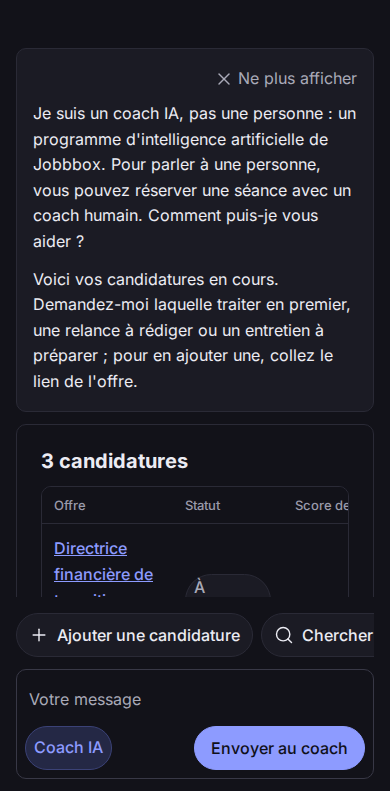 Ne plus afficher
Je suis un coach IA, pas une personne : un
programme d'intelligence artificielle de
Jobbbox. Pour parler à une personne,
vous pouvez réserver une séance avec un
coach humain. Comment puis-je vous
aider ?
Voici vos candidatures en cours.
Demandez-moi laquelle traiter en premier,
une relance à rédiger ou un entretien à
préparer ; pour en ajouter une, collez le
lien de l'offre.
3 candidatures
Offre Statut Score de
Directrice
financière de
À
Ajouter une candidature Chercher
Votre message
Coach IA Envoyer au coach